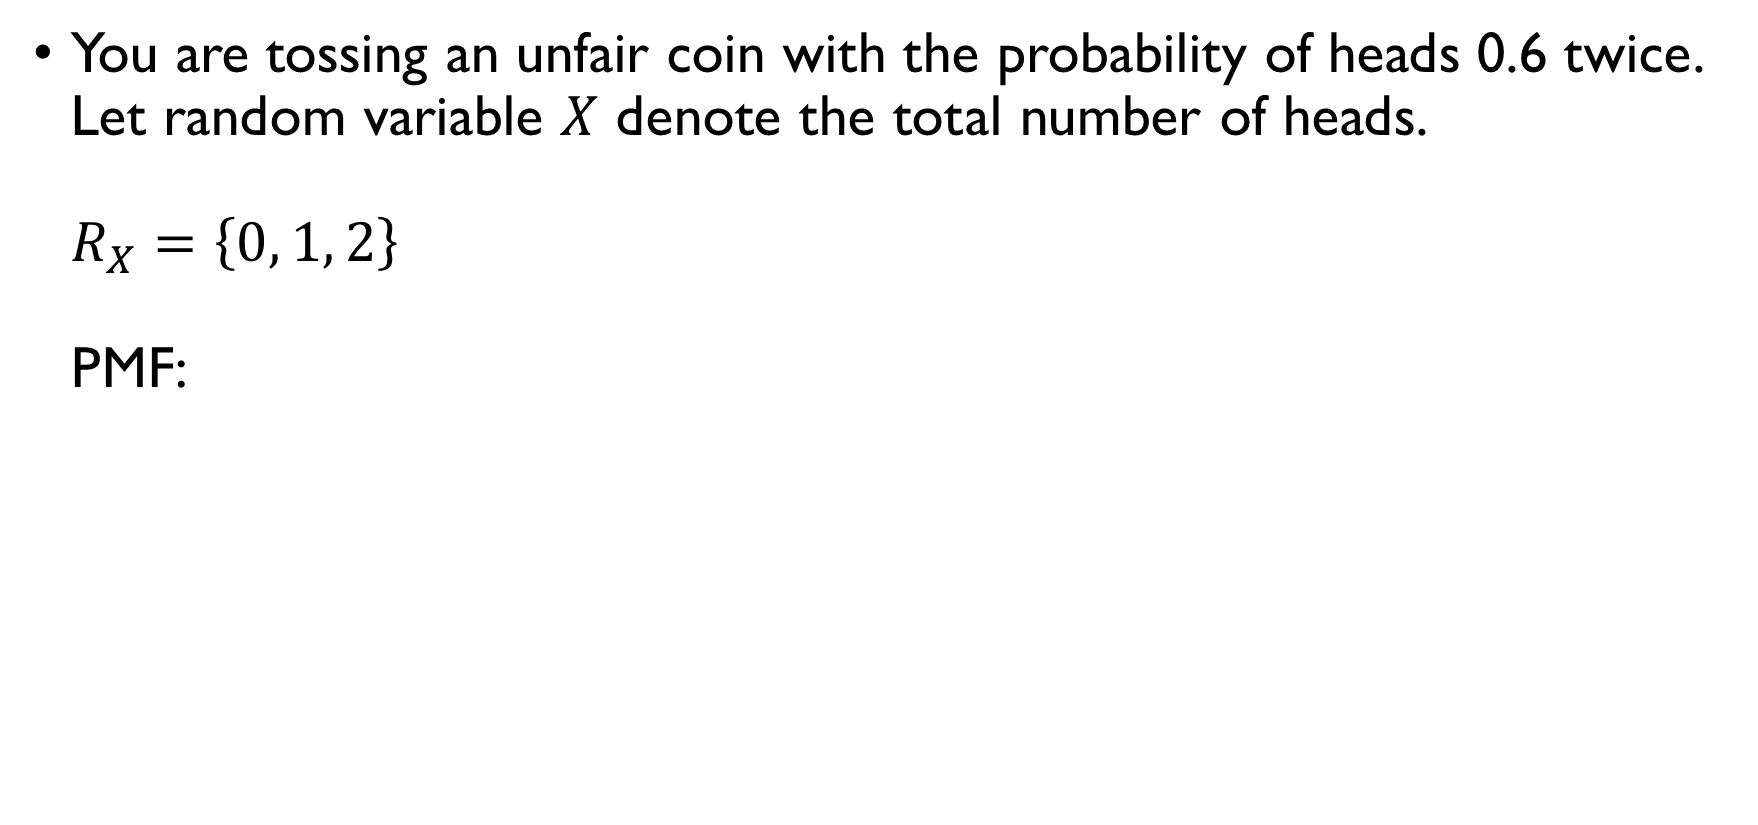 • You are tossing an unfair coin with the probability of heads 0.6 twice.
Let random variable X denote the total number of heads.
R_X = {0, 1, 2}
PMF: